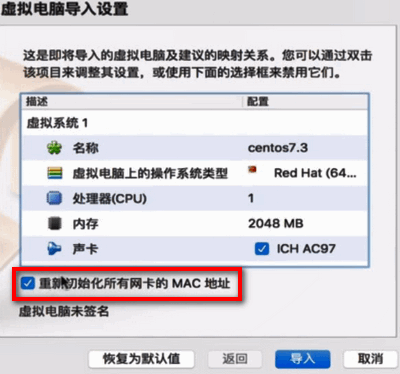 虚拟电脑导入设置
这是即将导入的虚拟电脑及建议的映射关系。您可以通过双击
该项目来调整其设置，或使用下面的选择框来禁用它们。
描述 配置
虚拟系统 1
名称 centos7.3
虚拟电脑上的操作系统类型 Red Hat (64...
处理器(CPU) 1
内存 2048 MB
声卡 ICH AC97
重新初始化所有网卡的 MAC 地址
虚拟电脑未签名
恢复为默认值 返回 导入 取消